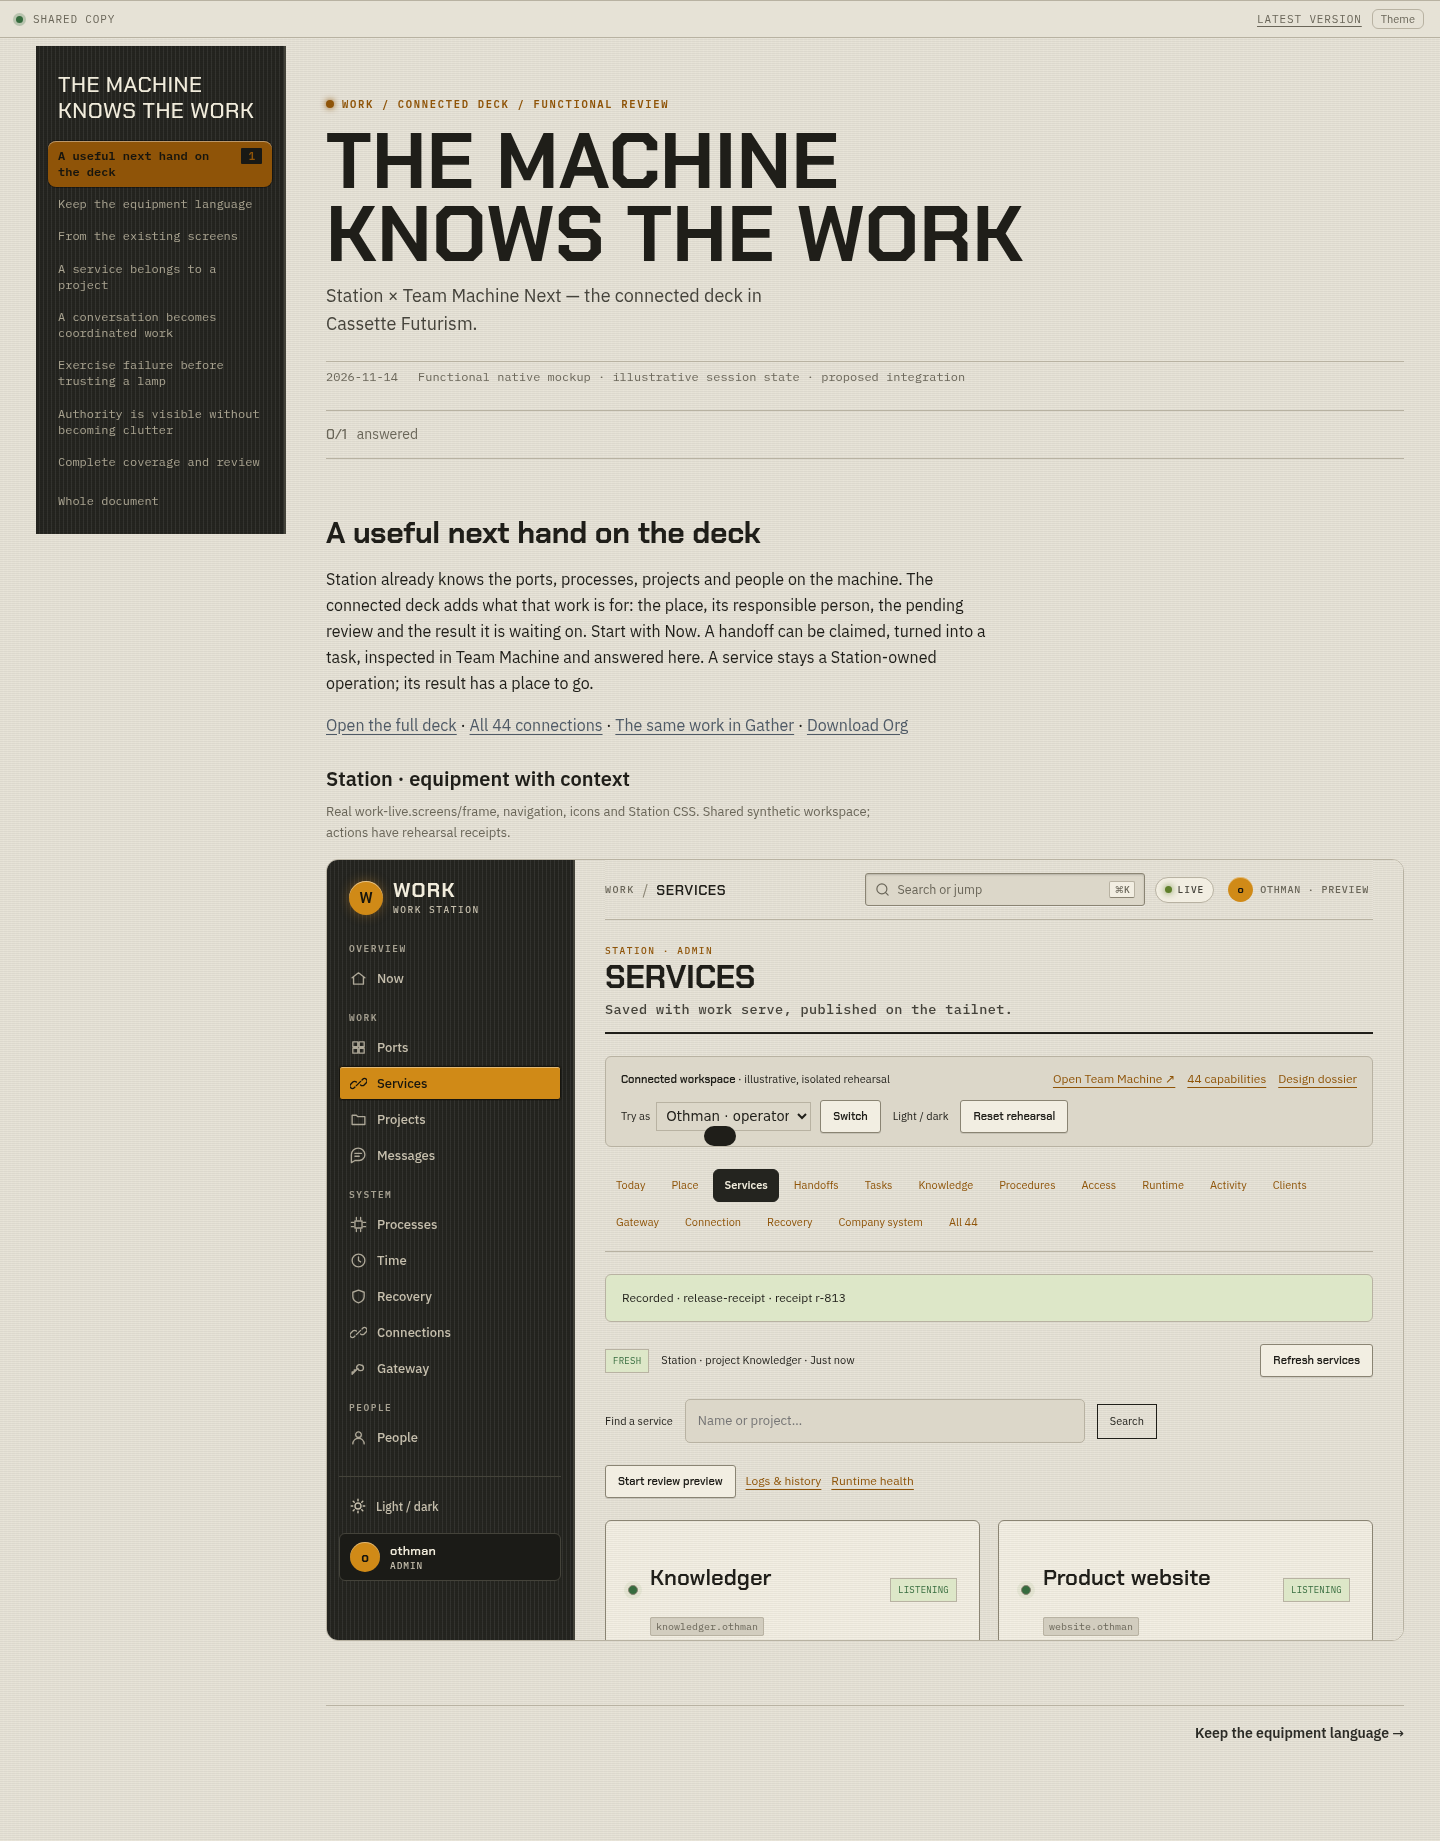 SHARED COPY
LATEST VERSION
Theme
THE MACHINE
KNOWS THE WORK
A useful next hand on
the deck
1
Keep the equipment language
From the existing screens
A service belongs to a
project
A conversation becomes
coordinated work
Exercise failure before
trusting a lamp
Authority is visible without
becoming clutter
Complete coverage and review
Whole document
WORK / CONNECTED DECK / FUNCTIONAL REVIEW
THE MACHINE
KNOWS THE WORK
Station × Team Machine Next — the connected deck in
Cassette Futurism.
2026-11-14 Functional native mockup · illustrative session state · proposed integration
0/1 answered
A useful next hand on the deck
Station already knows the ports, processes, projects and people on the machine. The
connected deck adds what that work is for: the place, its responsible person, the pending
review and the result it is waiting on. Start with Now. A handoff can be claimed, turned into a
task, inspected in Team Machine and answered here. A service stays a Station-owned
operation; its result has a place to go.
Open the full deck · All 44 connections · The same work in Gather · Download Org
Station · equipment with context
Real work-live.screens/frame, navigation, icons and Station CSS. Shared synthetic workspace;
actions have rehearsal receipts.
W
WORK
WORK STATION
OVERVIEW
Now
WORK
Ports
Services
Projects
Messages
SYSTEM
Processes
Time
Recovery
Connections
Gateway
PEOPLE
People
Light / dark
o
othman
ADMIN
WORK / SERVICES
Search or jump
⌘K
LIVE
o
OTHMAN · PREVIEW
STATION · ADMIN
SERVICES
Saved with work serve, published on the tailnet.
Connected workspace · illustrative, isolated rehearsal
Open Team Machine ↗
44 capabilities
Design dossier
Try as
Othman · operator
Switch
Light / dark
Reset rehearsal
Today
Place
Services
Handoffs
Tasks
Knowledge
Procedures
Access
Runtime
Activity
Clients
Gateway
Connection
Recovery
Company system
All 44
Recorded · release-receipt · receipt r-813
FRESH
Station · project Knowledger · Just now
Refresh services
Find a service
Name or project...
Search
Start review preview
Logs & history
Runtime health
Knowledger
LISTENING
knowledger.othman
Product website
LISTENING
website.othman
Keep the equipment language →